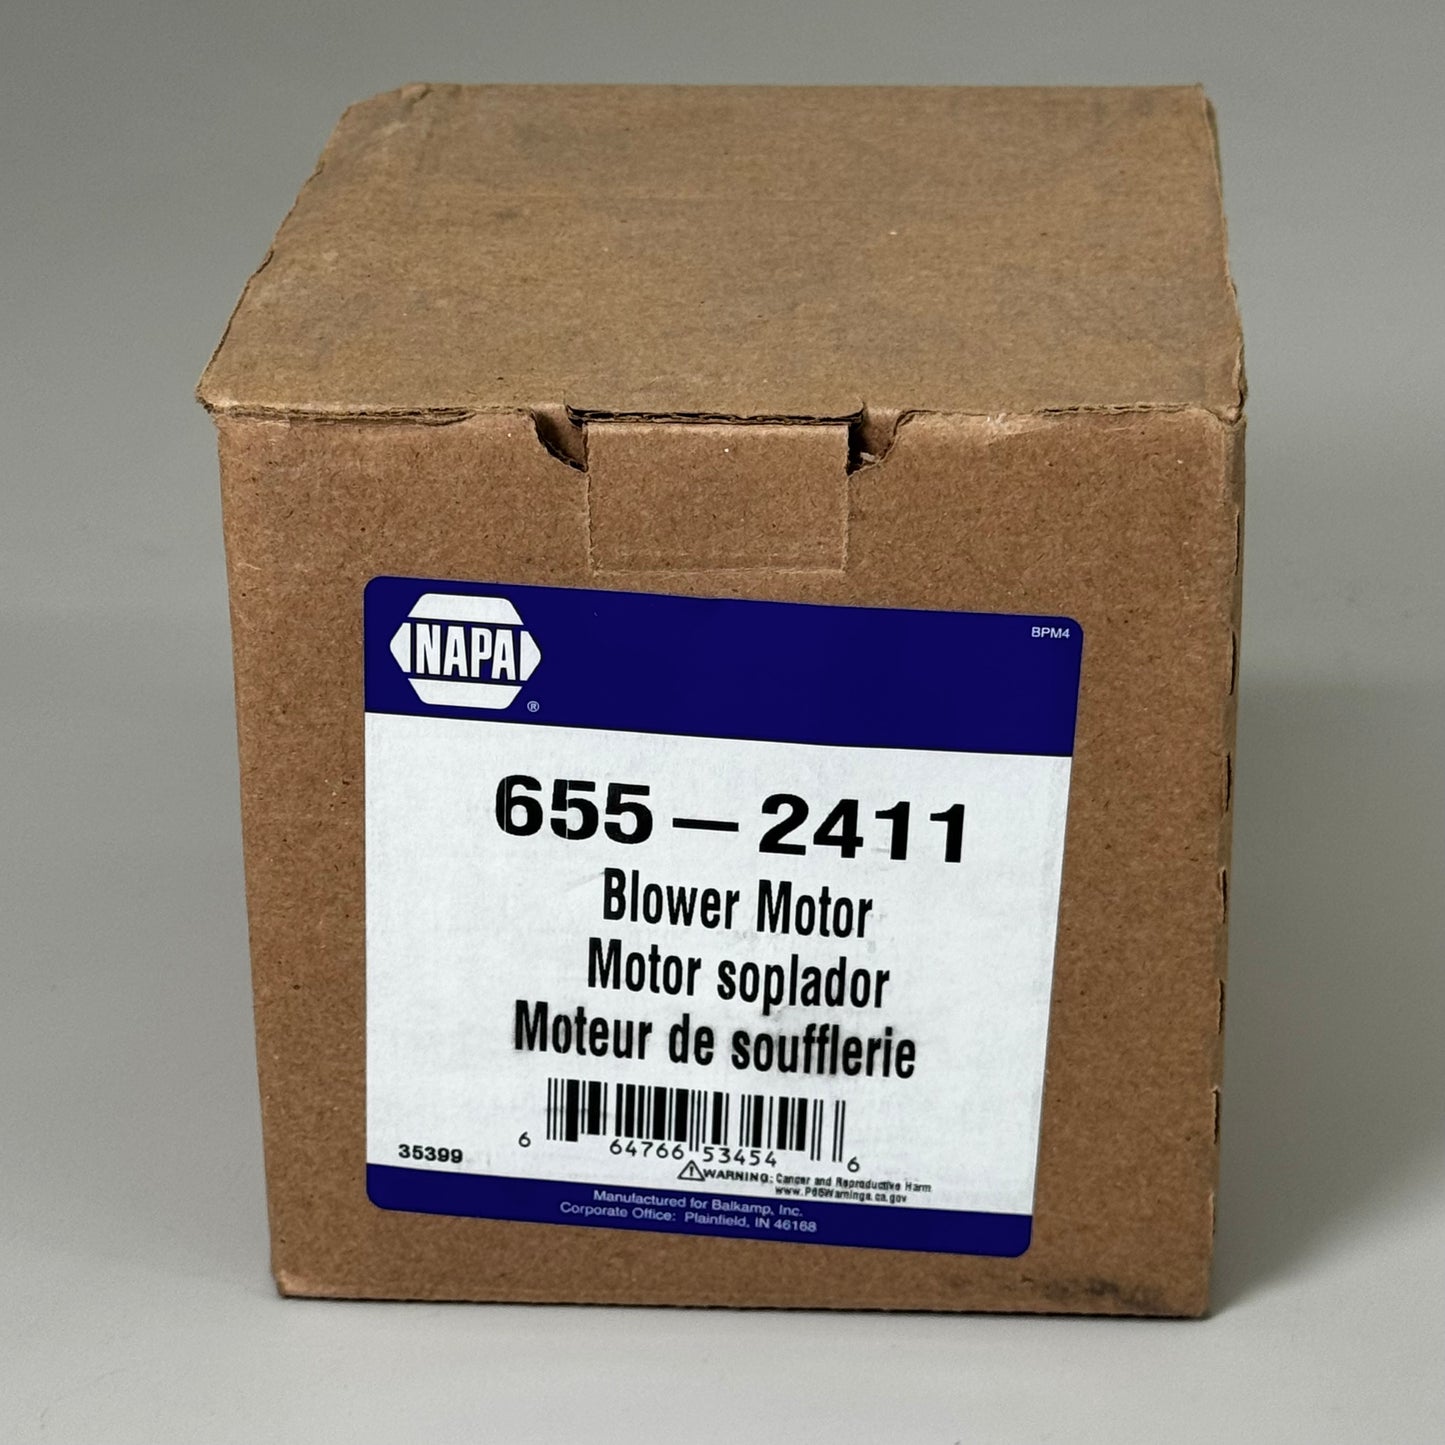 NAPA
®
BPM4
655-2411
Blower Motor
Motor soplador
Moteur de soufflerie
6 64766 53454 6
35399
WARNING: Cancer and Reproductive Harm
www.P65Warnings.ca.gov
Manufactured for Balkamp, Inc.
Corporate Office: Plainfield, IN 46168